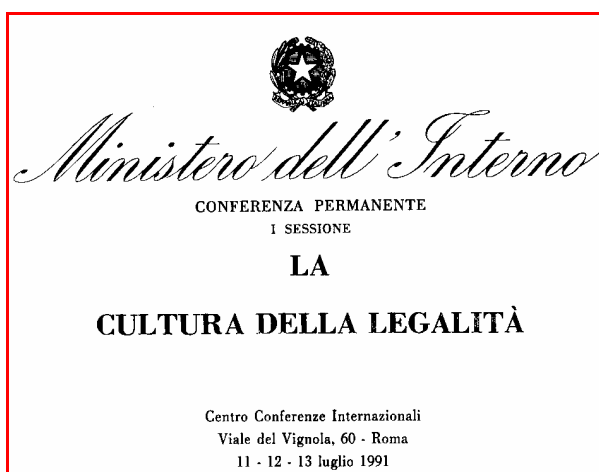 Ministero dell'Interno
CONFERENZA PERMANENTE
I SESSIONE
LA
CULTURA DELLA LEGALITÀ
Centro Conferenze Internazionali
Viale del Vignola, 60 - Roma
11 - 12 - 13 luglio 1991